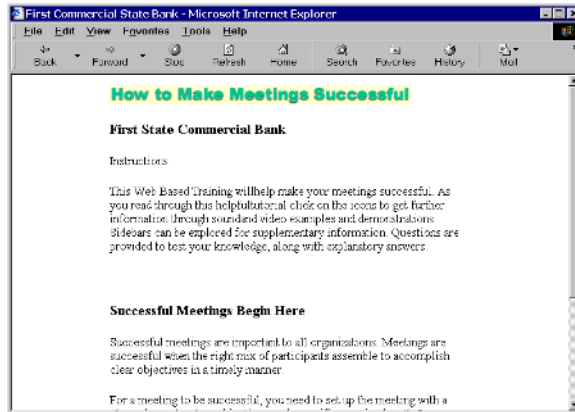 First Commercial State Bank - Microsoft Internet Explorer
File Edit View Favorites Tools Help
Back Forward Stop Refresh Home Search Favorites History Mail
How to Make Meetings Successful
First State Commercial Bank
Instructions
This Web Based Training willhelp make your meetings successful. As
you read through this helpfultutorial click on the icons to get further
information through soundand video examples and demonstrations.
Sidebars can be explored for supplementary information. Questions are
provided to test your knowledge, along with explanatory answers.
Successful Meetings Begin Here
Successful meetings are important to all organizations. Meetings are
successful when the right mix of participants assemble to accomplish
clear objectives in a timely manner.
For a meeting to be successful, you need to set up the meeting with a